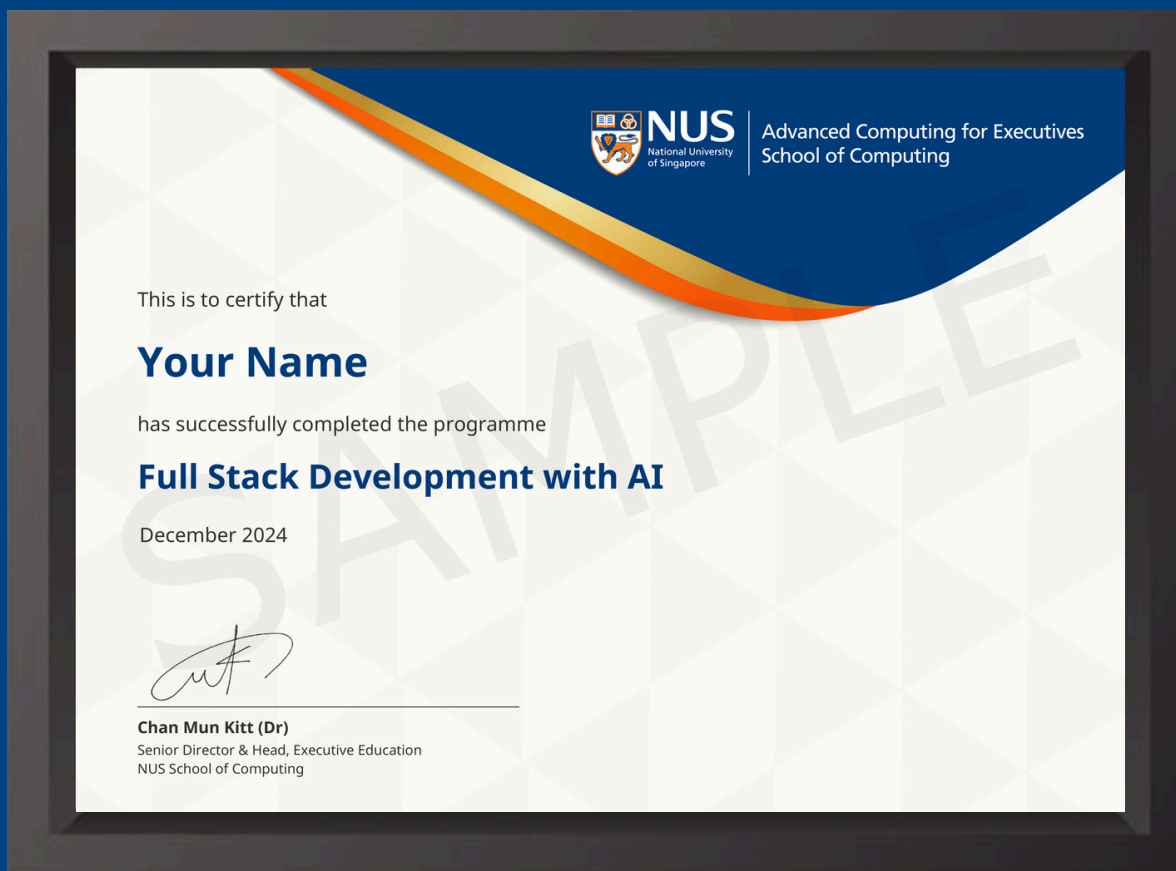 NUS
National University
of Singapore
Advanced Computing for Executives
School of Computing
This is to certify that
Your Name
has successfully completed the programme
Full Stack Development with AI
December 2024
SAMPLE
Chan Mun Kitt (Dr)
Senior Director & Head, Executive Education
NUS School of Computing